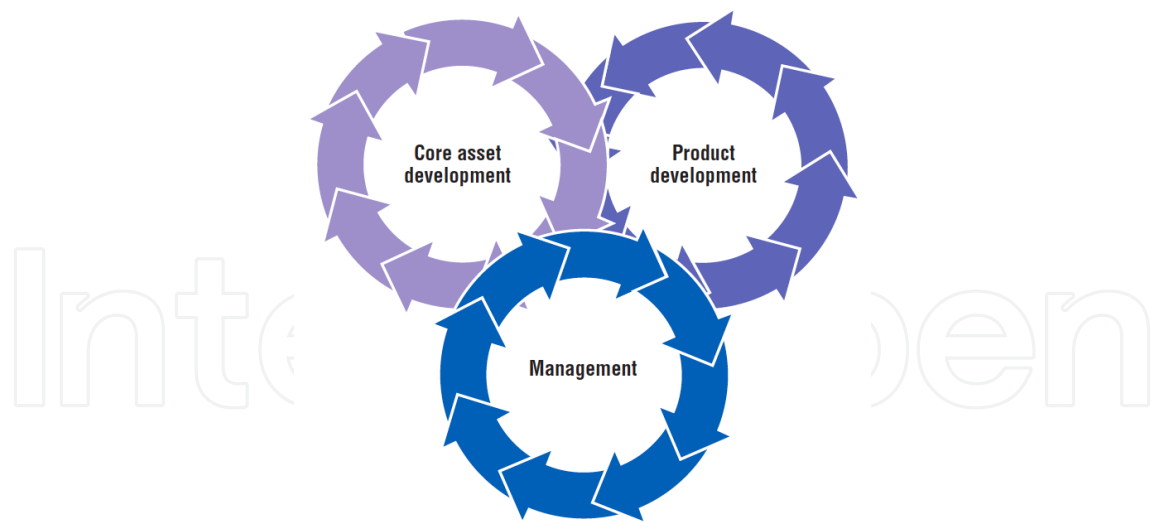 Core asset
development
Product
development
Management